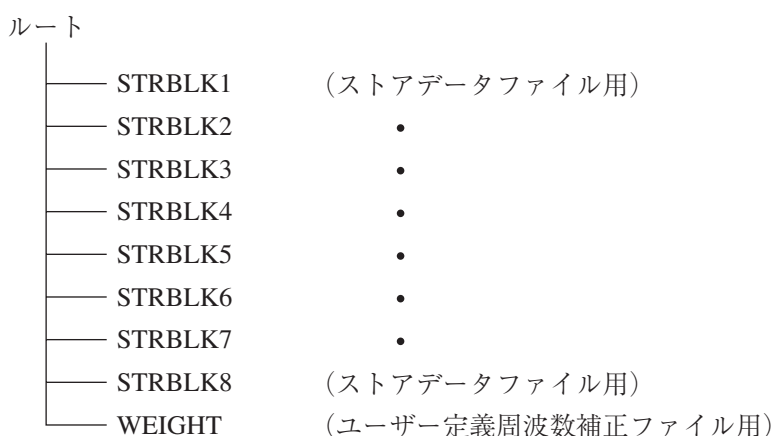 ルート
STRBLK1 （ストアデータファイル用）
STRBLK2 •
STRBLK3 •
STRBLK4 •
STRBLK5 •
STRBLK6 •
STRBLK7 •
STRBLK8 （ストアデータファイル用）
WEIGHT （ユーザー定義周波数補正ファイル用）